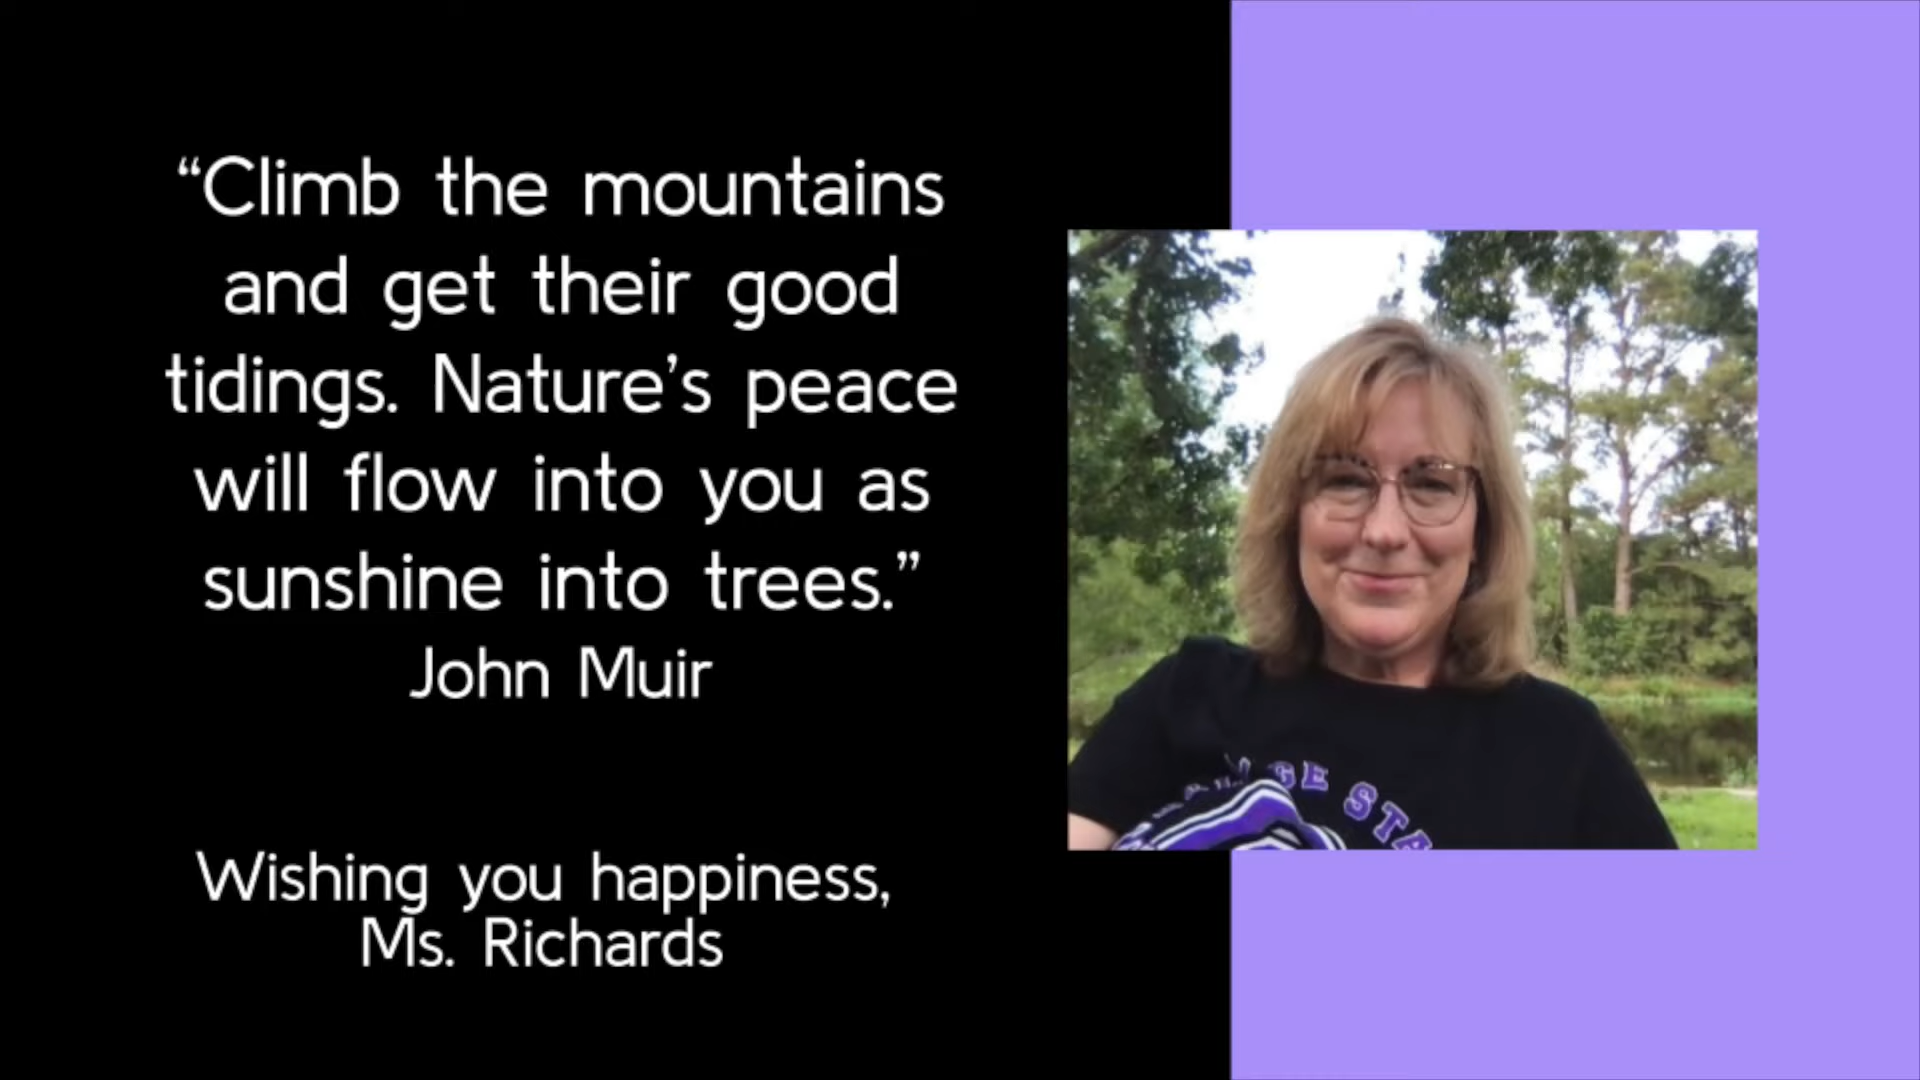 “Climb the mountains
and get their good
tidings. Nature’s peace
will flow into you as
sunshine into trees.”
John Muir
Wishing you happiness,
Ms. Richards